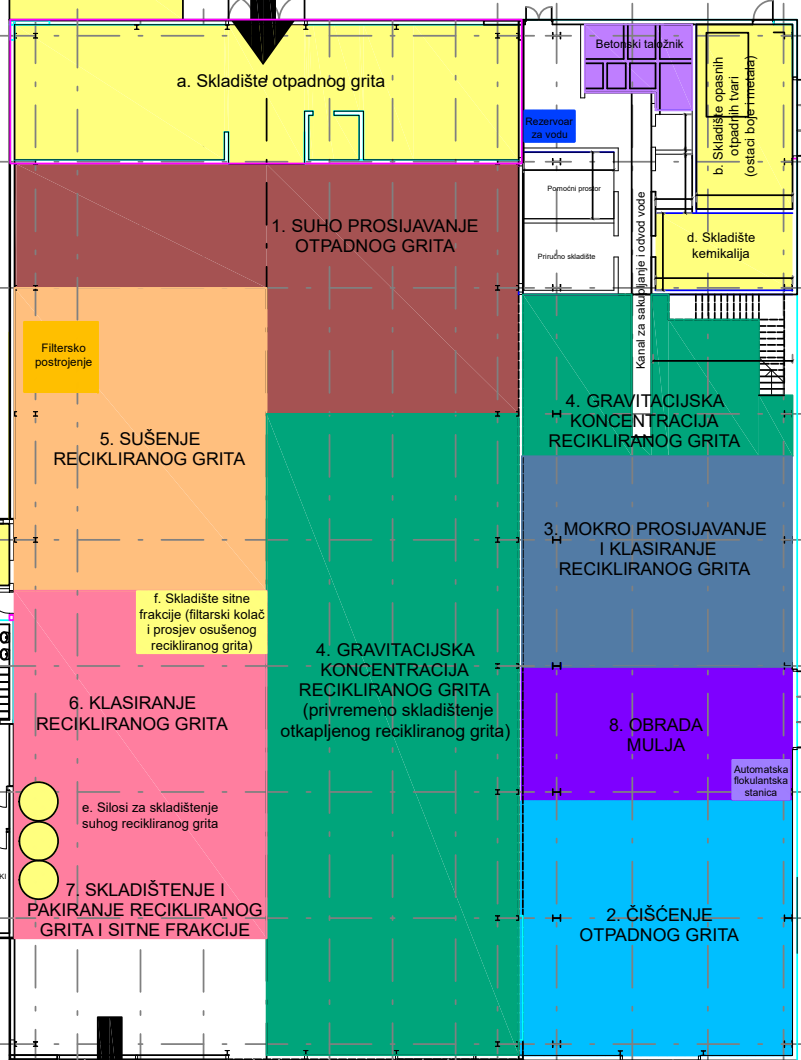 a. Skladište otpadnog grita
Betonski taložnik
b. Skladište opasnih
otpadnih tvari
(ostaci boje i metala)
Rezervoar
za vodu
Pomoćni prostor
Priručno skladište
Kanal za sakupljanje i odvod vode
d. Skladište
kemikalija
1. SUHO PROSIJAVANJE
OTPADNOG GRITA
Filtersko
postrojenje
5. SUŠENJE
RECIKLIRANOG GRITA
4. GRAVITACIJSKA
KONCENTRACIJA
RECIKLIRANOG GRITA
3. MOKRO PROSIJAVANJE
I KLASIRANJE
RECIKLIRANOG GRITA
f. Skladište sitne
frakcije (filtarski kolač
i prosjev osušenog
recikliranog grita)
4. GRAVITACIJSKA
KONCENTRACIJA
RECIKLIRANOG GRITA
(privremeno skladištenje
otkapljenog recikliranog grita)
6. KLASIRANJE
RECIKLIRANOG GRITA
8. OBRADA
MULJA
Automatska
flokulantska
stanica
e. Silosi za skladištenje
suhog recikliranog grita
7. SKLADIŠTENJE I
PAKIRANJE RECIKLIRANOG
GRITA I SITNE FRAKCIJE
2. ČIŠĆENJE
OTPADNOG GRITA